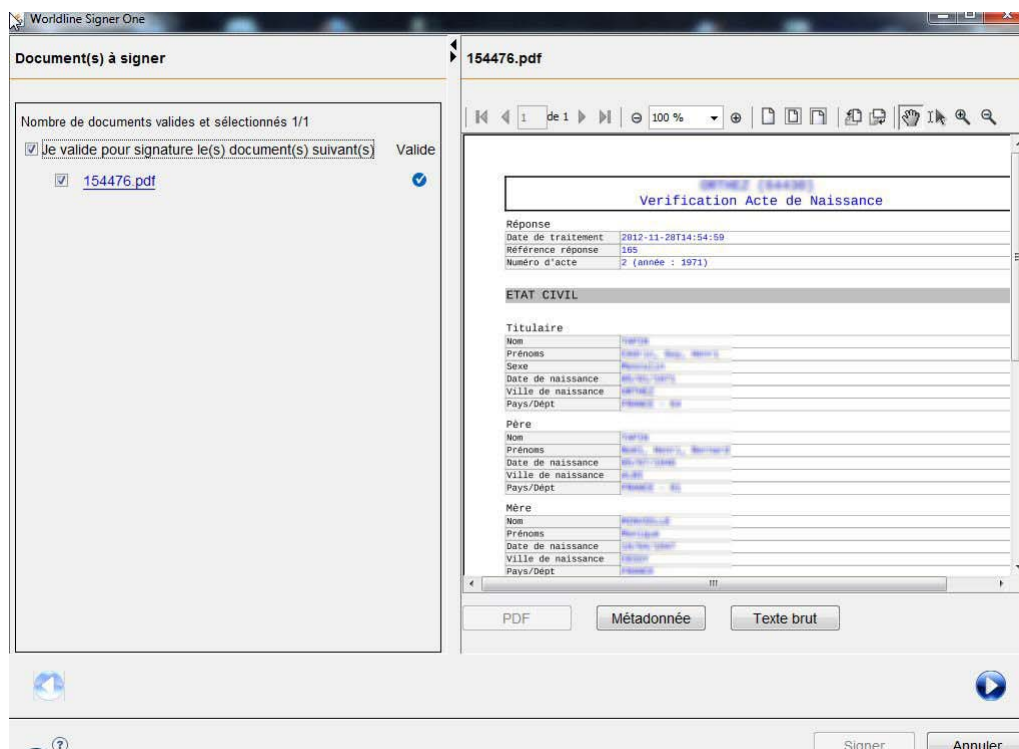 Worldline Signer One
Document(s) à signer
Nombre de documents valides et sélectionnés 1/1
Je valide pour signature le(s) document(s) suivant(s) Valide
154476.pdf
154476.pdf
1 de 1 100 %
Verification Acte de Naissance
Réponse
Date de traitement 2012-11-28T14:54:59
Référence réponse 165
Numéro d'acte 2 (année : 1971)
ETAT CIVIL
Titulaire
Nom
Prénoms
Sexe
Date de naissance
Ville de naissance
Pays/Dépt
Père
Nom
Prénoms
Date de naissance
Ville de naissance
Pays/Dépt
Mère
Nom
Prénoms
Date de naissance
Ville de naissance
Pays/Dépt
PDF Métadonnée Texte brut
Signer Annuler